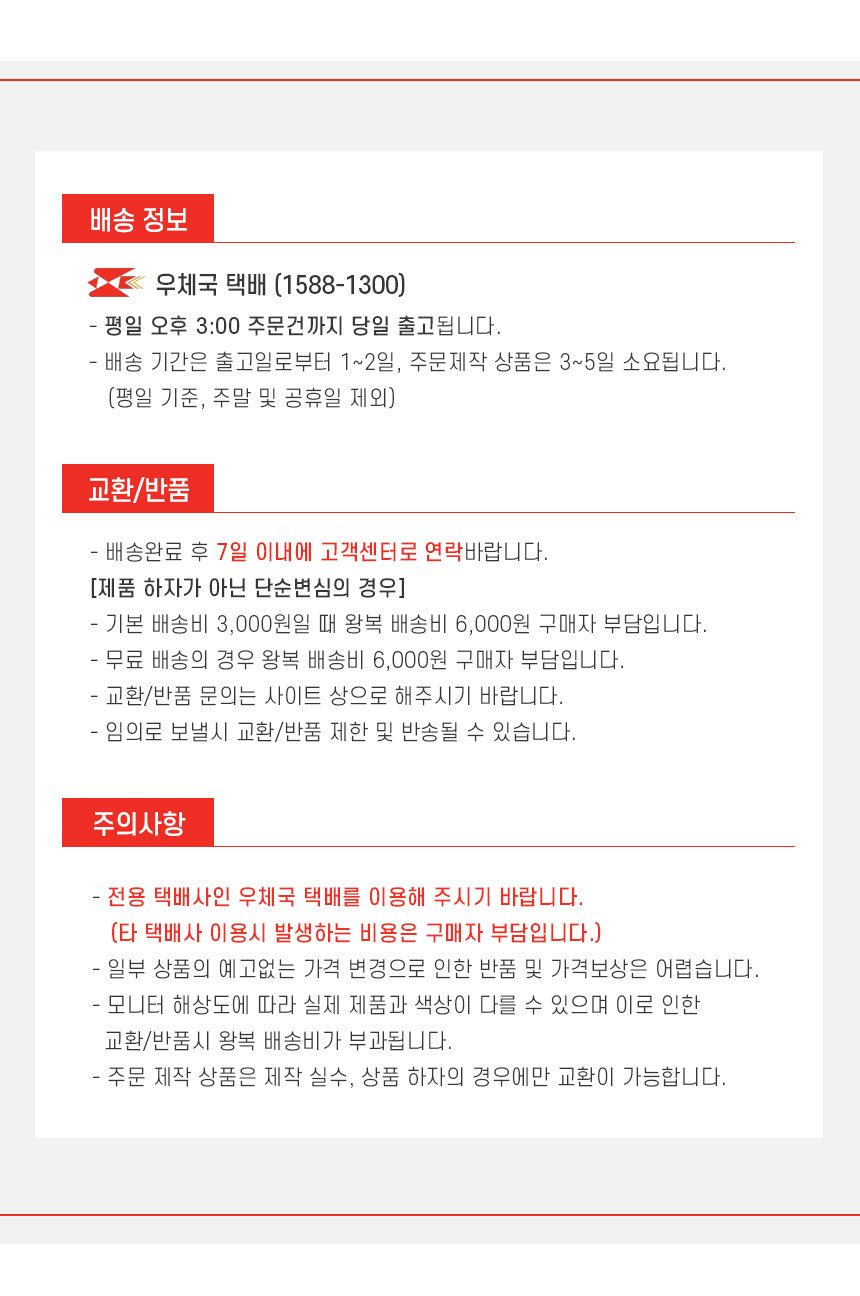 배송 정보
우체국 택배 (1588-1300)
- 평일 오후 3:00 주문건까지 당일 출고됩니다.
- 배송 기간은 출고일로부터 1~2일, 주문제작 상품은 3~5일 소요됩니다.
(평일 기준, 주말 및 공휴일 제외)
교환/반품
- 배송완료 후 7일 이내에 고객센터로 연락바랍니다.
[제품 하자가 아닌 단순변심의 경우]
- 기본 배송비 3,000원일 때 왕복 배송비 6,000원 구매자 부담입니다.
- 무료 배송의 경우 왕복 배송비 6,000원 구매자 부담입니다.
- 교환/반품 문의는 사이트 상으로 해주시기 바랍니다.
- 임의로 보낼시 교환/반품 제한 및 반송될 수 있습니다.
주의사항
- 전용 택배사인 우체국 택배를 이용해 주시기 바랍니다.
(타 택배사 이용시 발생하는 비용은 구매자 부담입니다.)
- 일부 상품의 예고없는 가격 변경으로 인한 반품 및 가격보상은 어렵습니다.
- 모니터 해상도에 따라 실제 제품과 색상이 다를 수 있으며 이로 인한
교환/반품시 왕복 배송비가 부과됩니다.
- 주문 제작 상품은 제작 실수, 상품 하자의 경우에만 교환이 가능합니다.